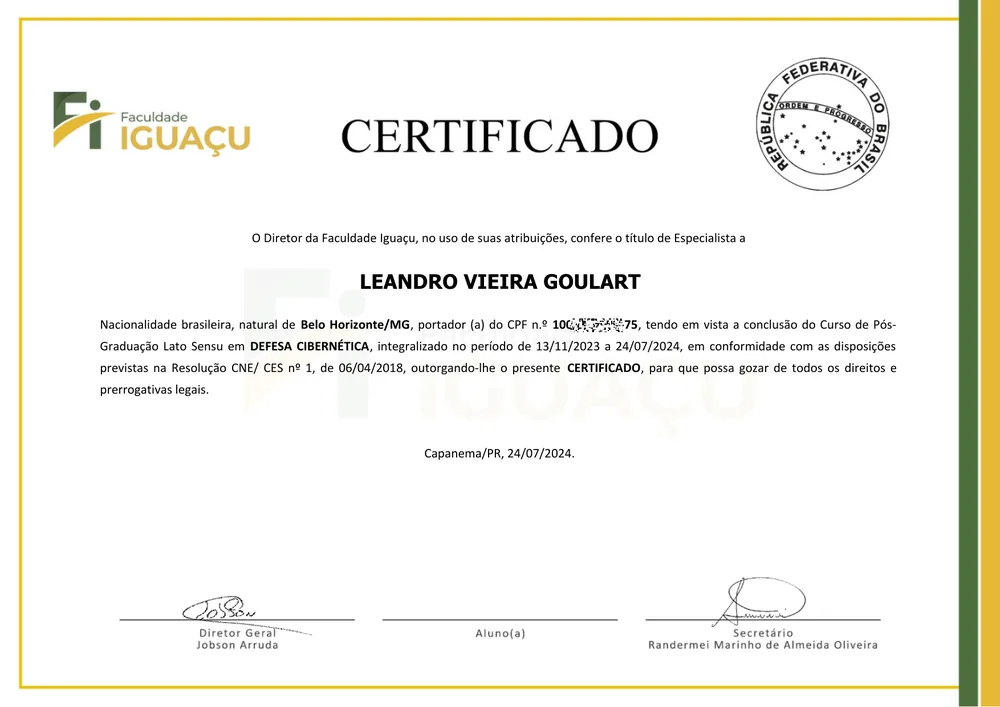 Faculdade
IGUAÇU
CERTIFICADO
REPÚBLICA FEDERATIVA DO BRASIL
ORDEM E PROGRESSO
O Diretor da Faculdade Iguaçu, no uso de suas atribuições, confere o título de Especialista a
LEANDRO VIEIRA GOULART
Nacionalidade brasileira, natural de Belo Horizonte/MG, portador (a) do CPF n.º 10 75, tendo em vista a conclusão do Curso de Pós-
Graduação Lato Sensu em DEFESA CIBERNÉTICA, integralizado no período de 13/11/2023 a 24/07/2024, em conformidade com as disposições
previstas na Resolução CNE/ CES nº 1, de 06/04/2018, outorgando-lhe o presente CERTIFICADO, para que possa gozar de todos os direitos e
prerrogativas legais.
IGUAÇU
Capanema/PR, 24/07/2024.
Jobson
Diretor Geral
Jobson Arruda
Aluno(a)
Secretário
Randermei Marinho de Almeida Oliveira